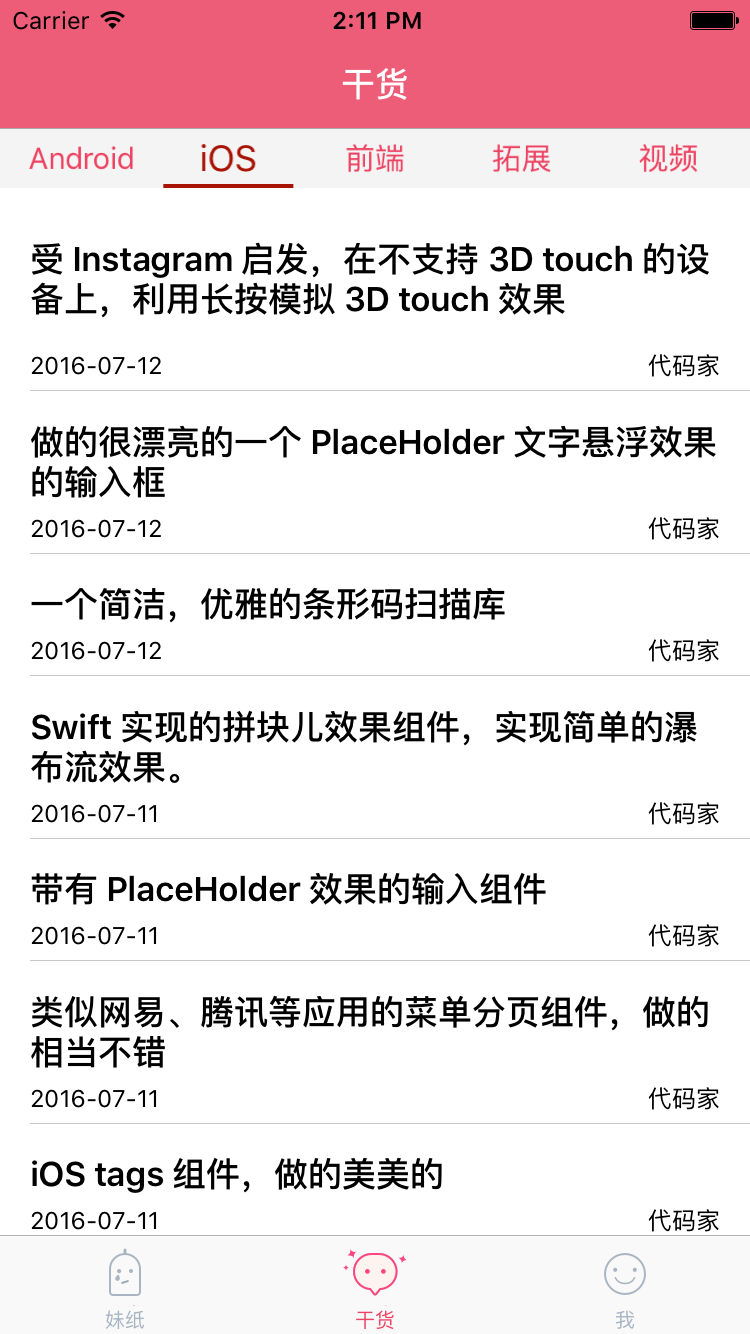 Carrier 2:11 PM
干货
Android iOS 前端 拓展 视频
受 Instagram 启发，在不支持 3D touch 的设
备上，利用长按模拟 3D touch 效果
2016-07-12 代码家
做的很漂亮的一个 PlaceHolder 文字悬浮效果
的输入框
2016-07-12 代码家
一个简洁，优雅的条形码扫描库
2016-07-12 代码家
Swift 实现的拼块儿效果组件，实现简单的瀑
布流效果。
2016-07-11 代码家
带有 PlaceHolder 效果的输入组件
2016-07-11 代码家
类似网易、腾讯等应用的菜单分页组件，做的
相当不错
2016-07-11 代码家
iOS tags 组件，做的美美的
2016-07-11 代码家
妹纸 干货 我